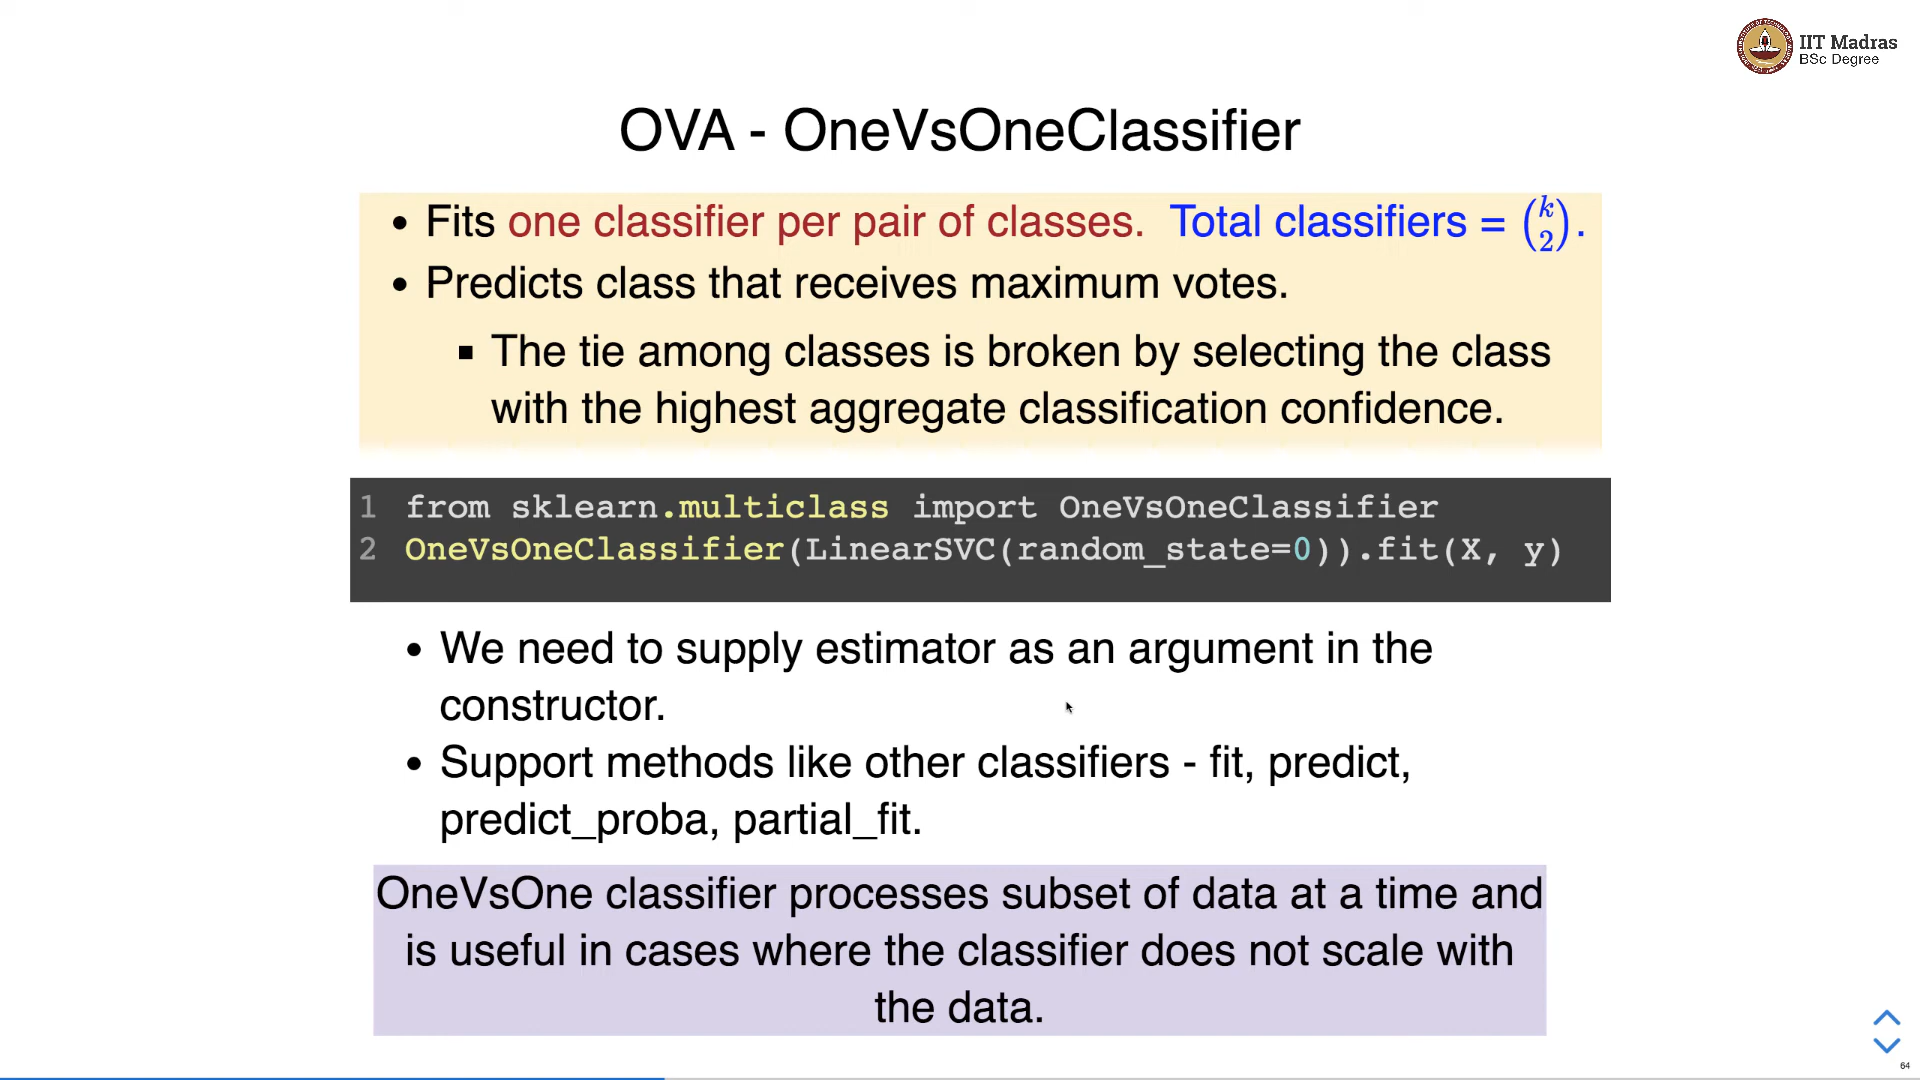 IIT Madras
BSc Degree
OVA - OneVsOneClassifier
• Fits one classifier per pair of classes. Total classifiers = (k 2).
• Predicts class that receives maximum votes.
▪ The tie among classes is broken by selecting the class
with the highest aggregate classification confidence.
1 from sklearn.multiclass import OneVsOneClassifier
2 OneVsOneClassifier(LinearSVC(random_state=0)).fit(X, y)
• We need to supply estimator as an argument in the
constructor.
• Support methods like other classifiers - fit, predict,
predict_proba, partial_fit.
OneVsOne classifier processes subset of data at a time and
is useful in cases where the classifier does not scale with
the data.
64